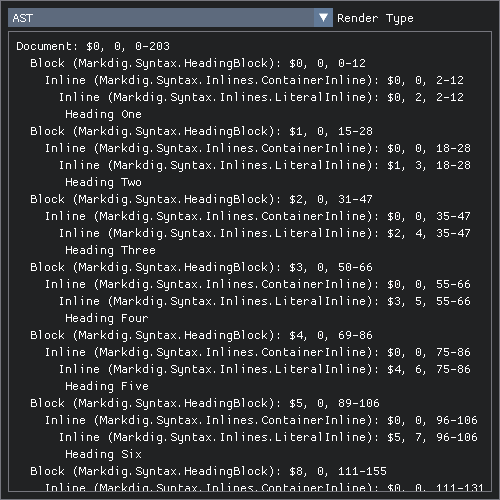 AST ▼ Render Type
Document: $0, 0, 0-203
Block (Markdig.Syntax.HeadingBlock): $0, 0, 0-12
Inline (Markdig.Syntax.Inlines.ContainerInline): $0, 0, 2-12
Inline (Markdig.Syntax.Inlines.LiteralInline): $0, 2, 2-12
Heading One
Block (Markdig.Syntax.HeadingBlock): $1, 0, 15-28
Inline (Markdig.Syntax.Inlines.ContainerInline): $0, 0, 18-28
Inline (Markdig.Syntax.Inlines.LiteralInline): $1, 3, 18-28
Heading Two
Block (Markdig.Syntax.HeadingBlock): $2, 0, 31-47
Inline (Markdig.Syntax.Inlines.ContainerInline): $0, 0, 35-47
Inline (Markdig.Syntax.Inlines.LiteralInline): $2, 4, 35-47
Heading Three
Block (Markdig.Syntax.HeadingBlock): $3, 0, 50-66
Inline (Markdig.Syntax.Inlines.ContainerInline): $0, 0, 55-66
Inline (Markdig.Syntax.Inlines.LiteralInline): $3, 5, 55-66
Heading Four
Block (Markdig.Syntax.HeadingBlock): $4, 0, 69-86
Inline (Markdig.Syntax.Inlines.ContainerInline): $0, 0, 75-86
Inline (Markdig.Syntax.Inlines.LiteralInline): $4, 6, 75-86
Heading Five
Block (Markdig.Syntax.HeadingBlock): $5, 0, 89-106
Inline (Markdig.Syntax.Inlines.ContainerInline): $0, 0, 96-106
Inline (Markdig.Syntax.Inlines.LiteralInline): $5, 7, 96-106
Heading Six
Block (Markdig.Syntax.HeadingBlock): $8, 0, 111-155
Inline (Markdig.Syntax.Inlines.ContainerInline): $0, 0, 111-131